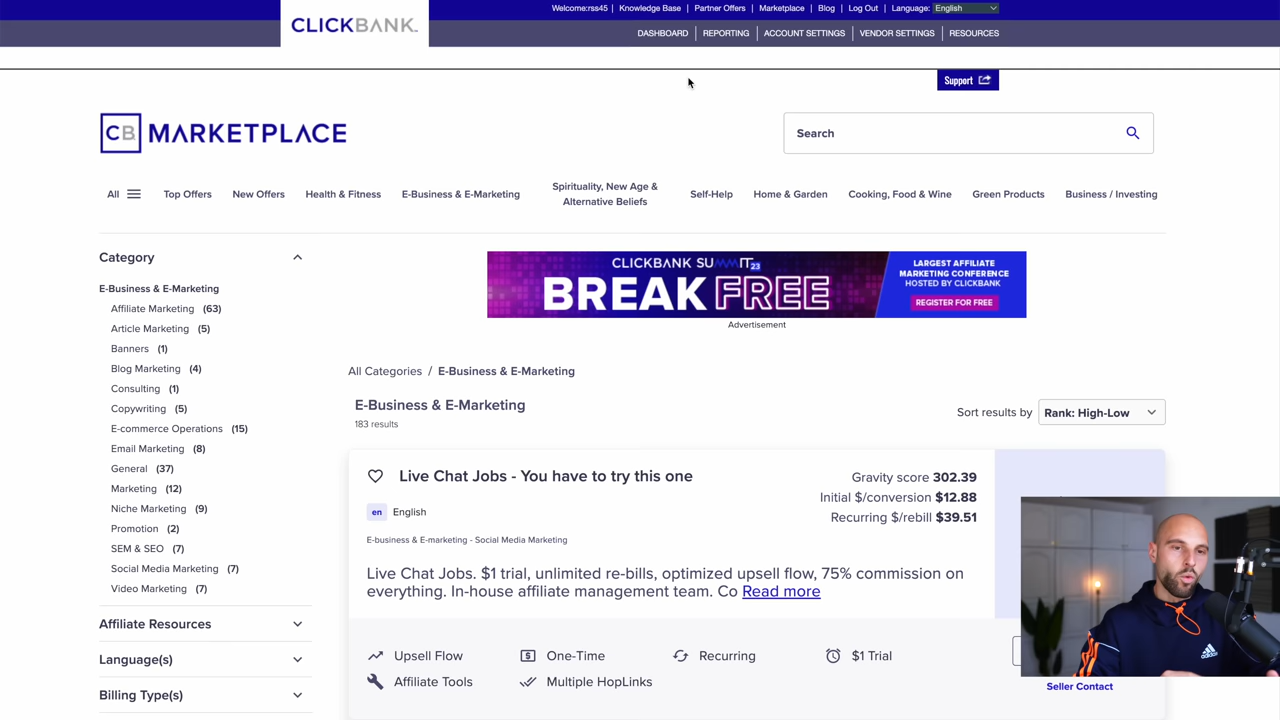 CLICKBANK
Welcome:rss45 | Knowledge Base | Partner Offers | Marketplace | Blog | Log Out | Language: English
DASHBOARD | REPORTING | ACCOUNT SETTINGS | VENDOR SETTINGS | RESOURCES
Support
CB MARKETPLACE
Search
All Top Offers New Offers Health & Fitness E-Business & E-Marketing Spirituality, New Age & Alternative Beliefs Self-Help Home & Garden Cooking, Food & Wine Green Products Business / Investing
Category
E-Business & E-Marketing
Affiliate Marketing (63)
Article Marketing (5)
Banners (1)
Blog Marketing (4)
Consulting (1)
Copywriting (5)
E-commerce Operations (15)
Email Marketing (8)
General (37)
Marketing (12)
Niche Marketing (9)
Promotion (2)
SEM & SEO (7)
Social Media Marketing (7)
Video Marketing (7)
Affiliate Resources
Language(s)
Billing Type(s)
CLICKBANK SUMMIT 23
BREAK FREE
LARGEST AFFILIATE
MARKETING CONFERENCE
HOSTED BY CLICKBANK
REGISTER FOR FREE
Advertisement
All Categories / E-Business & E-Marketing
E-Business & E-Marketing
183 results
Sort results by Rank: High-Low
Live Chat Jobs - You have to try this one
en English
E-business & E-marketing - Social Media Marketing
Gravity score 302.39
Initial $/conversion $12.88
Recurring $/rebill $39.51
Live Chat Jobs. $1 trial, unlimited re-bills, optimized upsell flow, 75% commission on
everything. In-house affiliate management team. Co Read more
Upsell Flow One-Time Recurring $1 Trial
Affiliate Tools Multiple HopLinks
adidas
Seller Contact